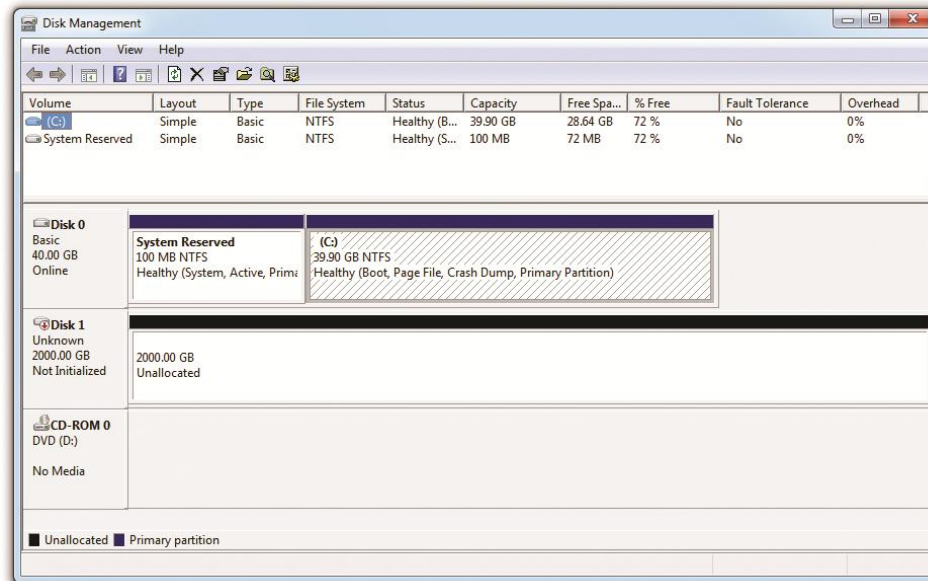 Disk Management
File Action View Help
Volume Layout Type File System Status Capacity Free Spa... % Free Fault Tolerance Overhead
(C:) Simple Basic NTFS Healthy (B... 39.90 GB 28.64 GB 72 % No 0%
System Reserved Simple Basic NTFS Healthy (S... 100 MB 72 MB 72 % No 0%
Disk 0
Basic
40.00 GB
Online
System Reserved
100 MB NTFS
Healthy (System, Active, Prima
(C:)
39.90 GB NTFS
Healthy (Boot, Page File, Crash Dump, Primary Partition)
Disk 1
Unknown
2000.00 GB
Not Initialized
2000.00 GB
Unallocated
CD-ROM 0
DVD (D:)
No Media
Unallocated Primary partition